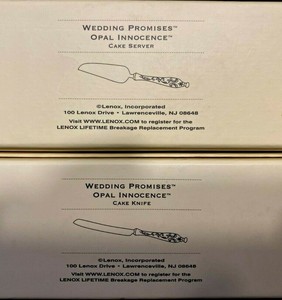 WEDDING PROMISES™
OPAL INNOCENCE™
CAKE SERVER
©Lenox, Incorporated
100 Lenox Drive • Lawrenceville, NJ 08648
Visit WWW.LENOX.COM to register for the
LENOX LIFETIME Breakage Replacement Program
WEDDING PROMISES™
OPAL INNOCENCE™
CAKE KNIFE
©Lenox, Incorporated
100 Lenox Drive • Lawrenceville, NJ 08648
Visit WWW.LENOX.COM to register for the
LENOX LIFETIME Breakage Replacement Program